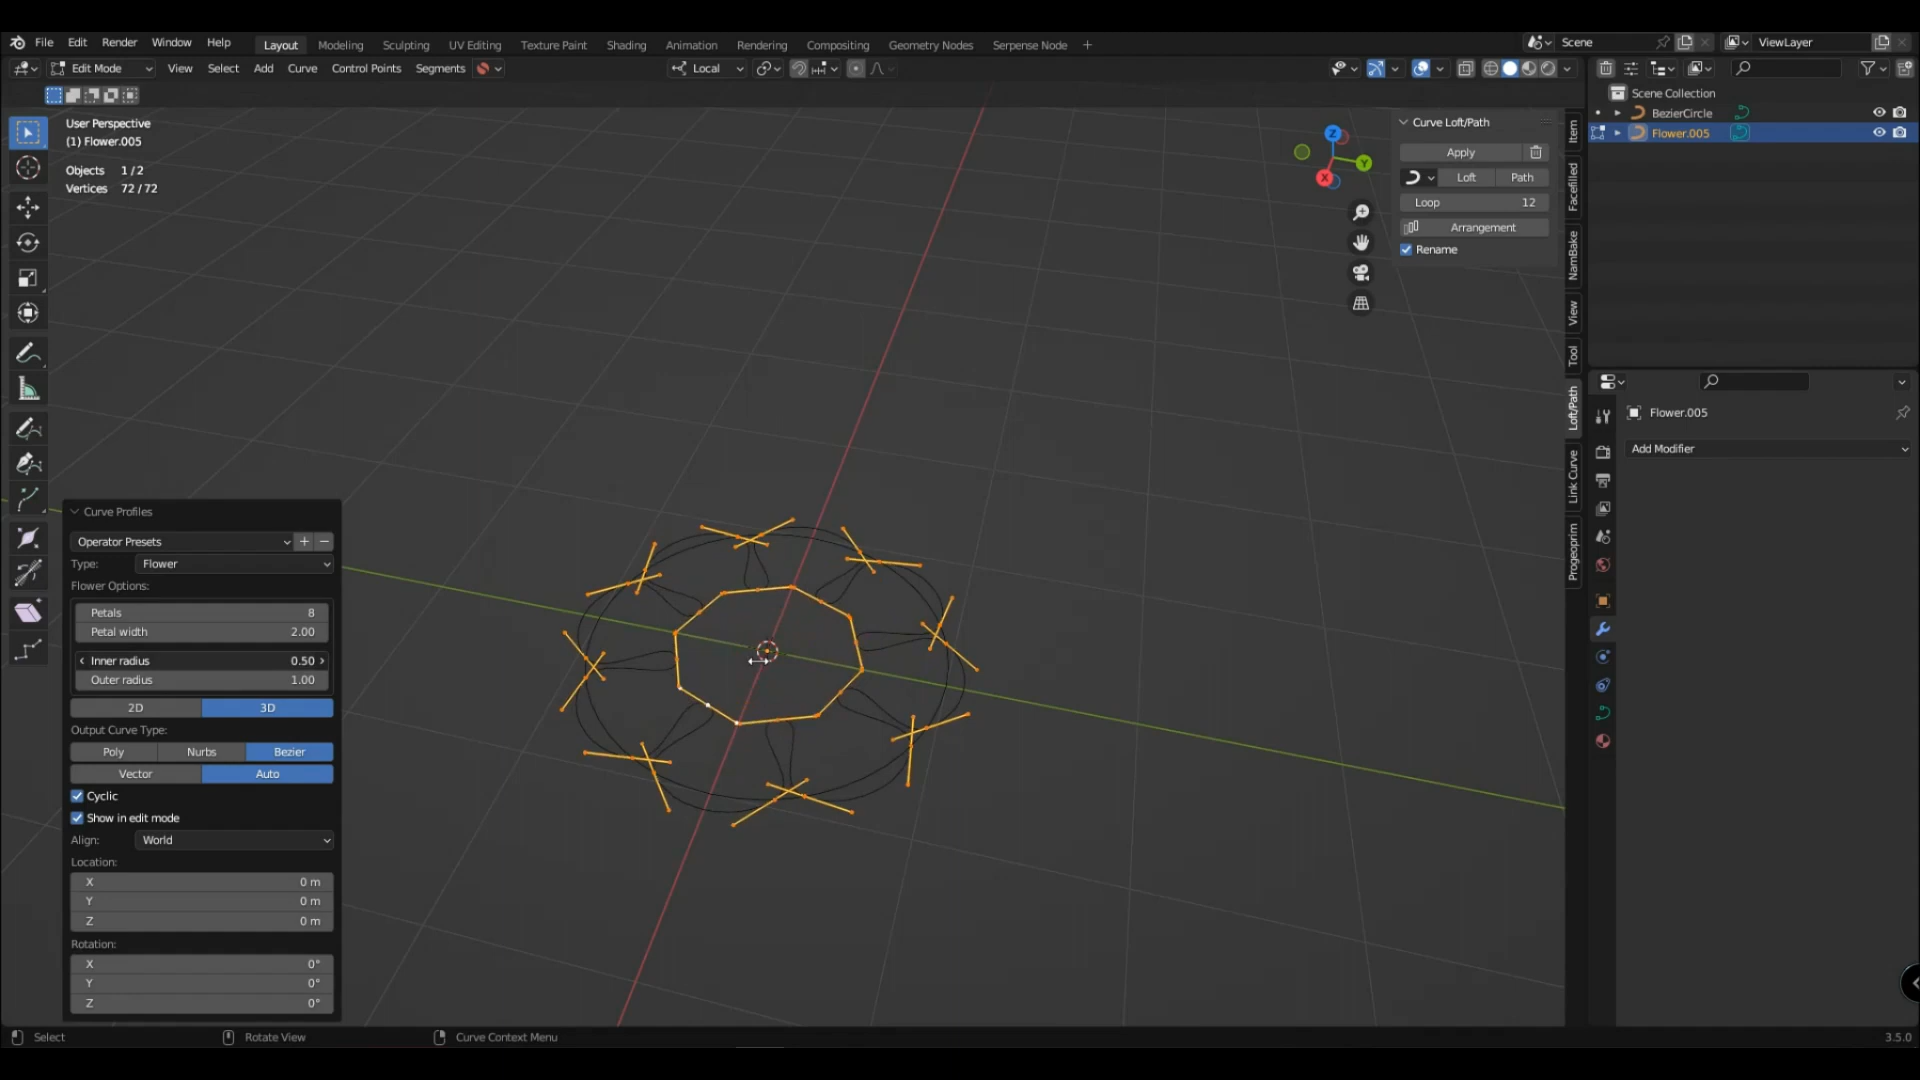 File Edit Render Window Help Layout Modeling Sculpting UV Editing Texture Paint Shading Animation Rendering Compositing Geometry Nodes Serpense Node + Scene ViewLayer
Edit Mode View Select Add Curve Control Points Segments Local
User Perspective
(1) Flower.005
Objects 1/2
Vertices 72/72
Z
Y
X
Curve Loft/Path
Apply
Loft Path
Loop 12
Arrangement
Rename
Item
Facefilled
NamBake
View
Tool
Loft/Path
Link Curve
Progeoprim
Scene Collection
BezierCircle
Flower.005
Flower.005
Add Modifier
Curve Profiles
Operator Presets
Type: Flower
Flower Options:
Petals 8
Petal width 2.00
Inner radius 0.50
Outer radius 1.00
2D 3D
Output Curve Type:
Poly Nurbs Bezier
Vector Auto
Cyclic
Show in edit mode
Align: World
Location:
X 0 m
Y 0 m
Z 0 m
Rotation:
X 0°
Y 0°
Z 0°
Select Rotate View Curve Context Menu 3.5.0